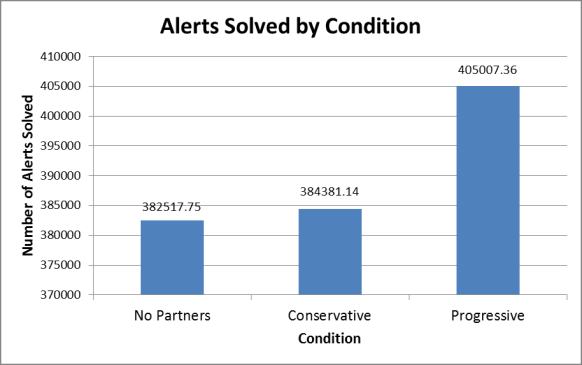 Alerts Solved by Condition
Number of Alerts Solved
410000
405000
400000
395000
390000
385000
380000
375000
370000
382517.75
384381.14
405007.36
No Partners
Conservative
Progressive
Condition